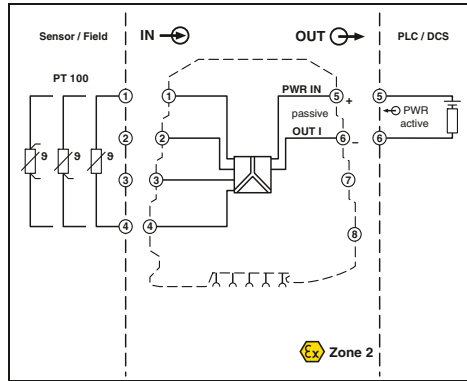 Sensor / Field
IN
OUT
PLC / DCS
PT 100
1
1
PWR IN
5
+
5
passive
PWR
active
ϑ
ϑ
ϑ
2
2
OUT I
6
–
6
3
3
7
4
4
8
Ex
Zone 2